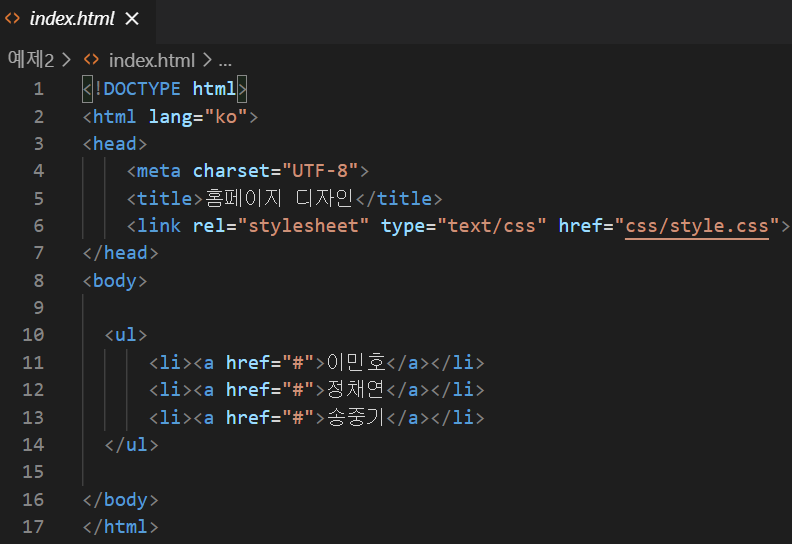 <> index.html ×
예제2 > <> index.html > ...
1 <!DOCTYPE html>
2 <html lang="ko">
3 <head>
4 <meta charset="UTF-8">
5 <title>홈페이지 디자인</title>
6 <link rel="stylesheet" type="text/css" href="css/style.css">
7 </head>
8 <body>
9
10 <ul>
11 <li><a href="#">이민호</a></li>
12 <li><a href="#">정채연</a></li>
13 <li><a href="#">송중기</a></li>
14 </ul>
15
16 </body>
17 </html>